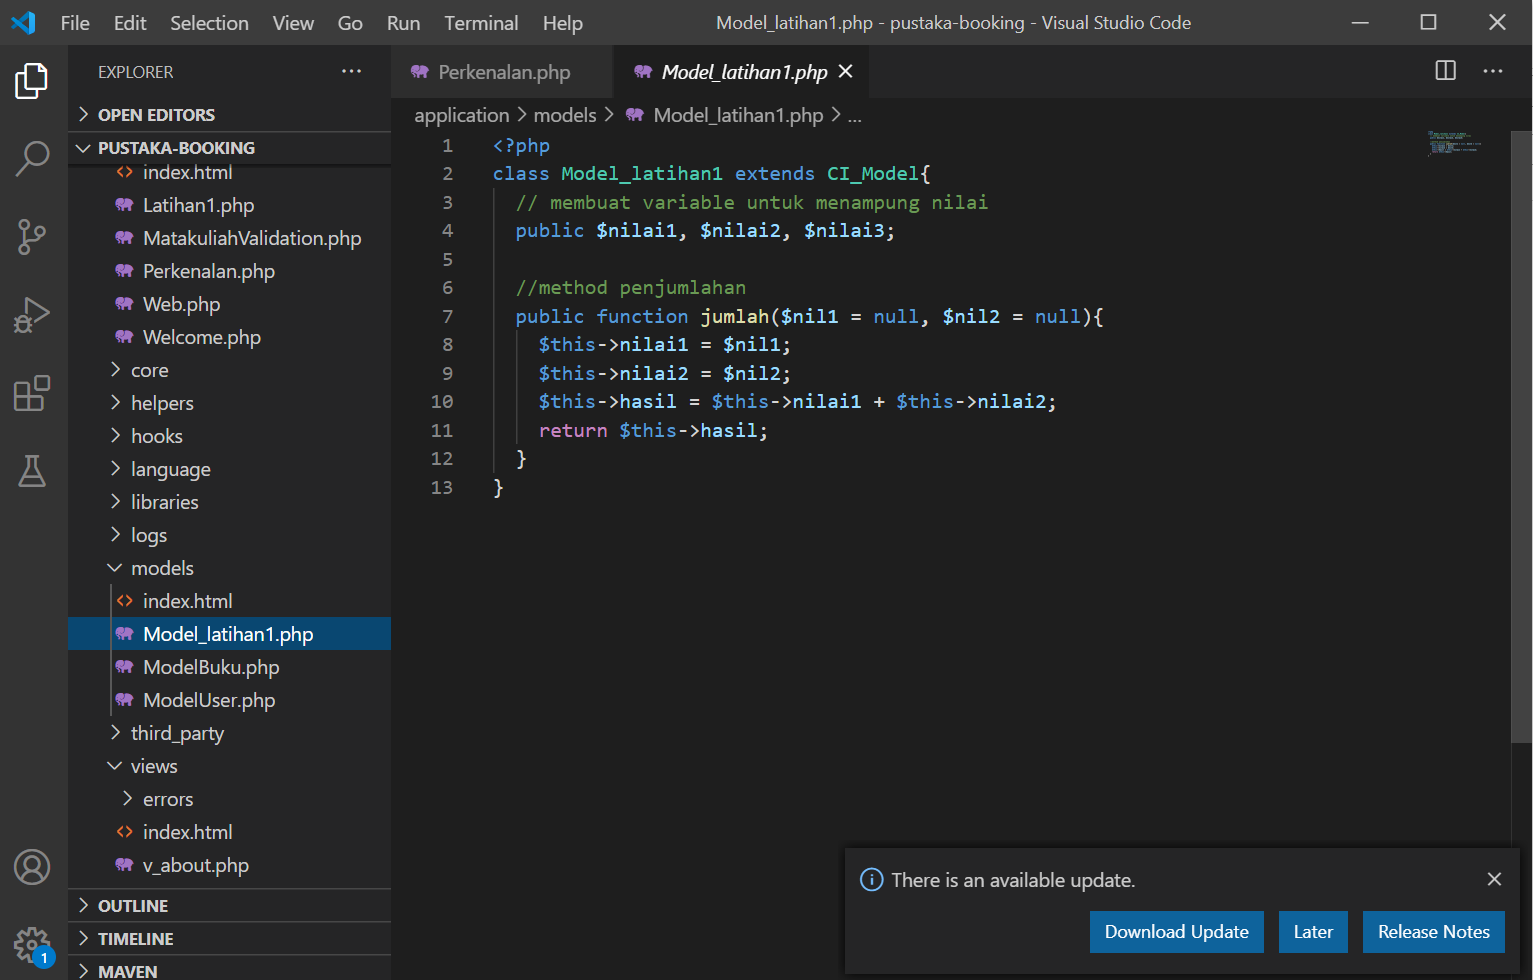 File Edit Selection View Go Run Terminal Help
Model_latihan1.php - pustaka-booking - Visual Studio Code
EXPLORER
OPEN EDITORS
PUSTAKA-BOOKING
index.html
Latihan1.php
MatakuliahValidation.php
Perkenalan.php
Web.php
Welcome.php
core
helpers
hooks
language
libraries
logs
models
index.html
Model_latihan1.php
ModelBuku.php
ModelUser.php
third_party
views
errors
index.html
v_about.php
OUTLINE
TIMELINE
MAVEN
1
Perkenalan.php
Model_latihan1.php
application > models > Model_latihan1.php > ...
1 <?php
2 class Model_latihan1 extends CI_Model{
3 // membuat variable untuk menampung nilai
4 public $nilai1, $nilai2, $nilai3;
5
6 //method penjumlahan
7 public function jumlah($nil1 = null, $nil2 = null){
8 $this->nilai1 = $nil1;
9 $this->nilai2 = $nil2;
10 $this->hasil = $this->nilai1 + $this->nilai2;
11 return $this->hasil;
12 }
13 }
There is an available update.
Download Update
Later
Release Notes